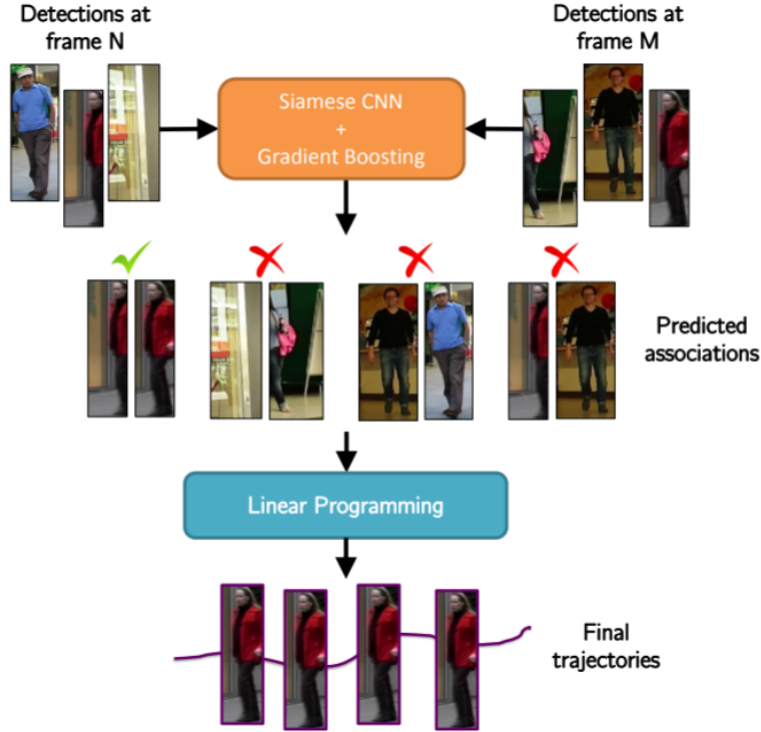 Detections at
frame N
Detections at
frame M
Siamese CNN
+
Gradient Boosting
Predicted
associations
Linear Programming
Final
trajectories